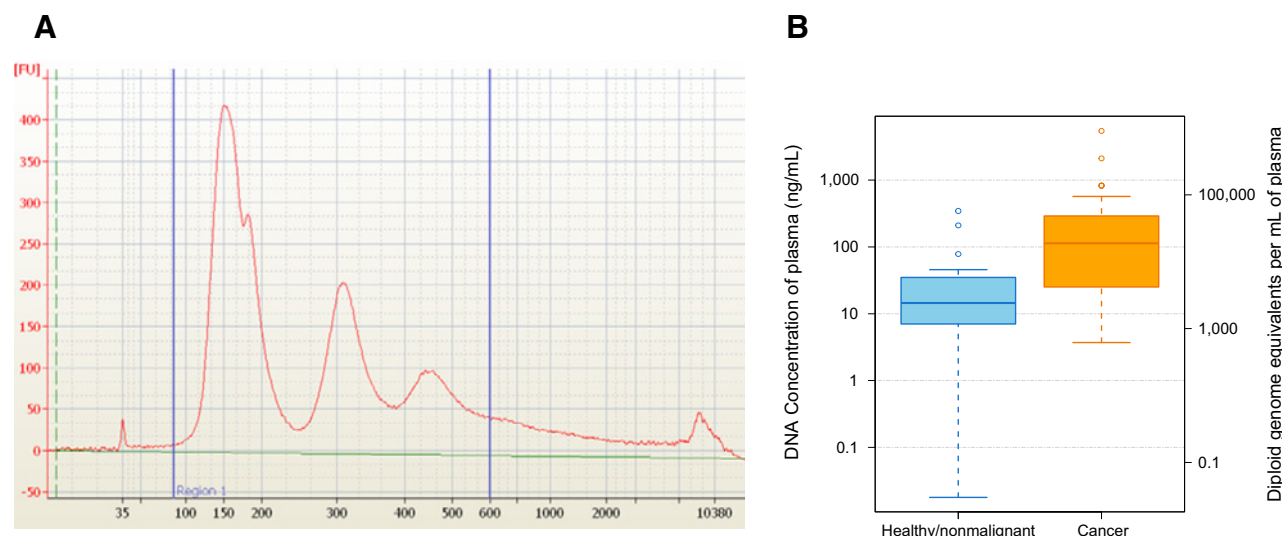 A
B
[FU]
400
350
300
250
200
150
100
50
0
-50
Region 1
35 100 150 200 300 400 500 600 1000 2000 10380
DNA Concentration of plasma (ng/mL)
1,000
100
10
1
0.1
100,000
1,000
0.1
Diploid genome equivalents per mL of plasma
Healthy/nonmalignant Cancer